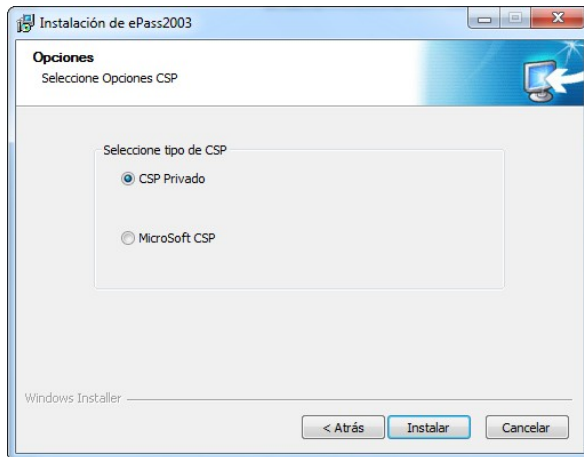 Instalación de ePass2003
Opciones
Seleccione Opciones CSP
Seleccione tipo de CSP
CSP Privado
MicroSoft CSP
Windows Installer
< Atrás
Instalar
Cancelar